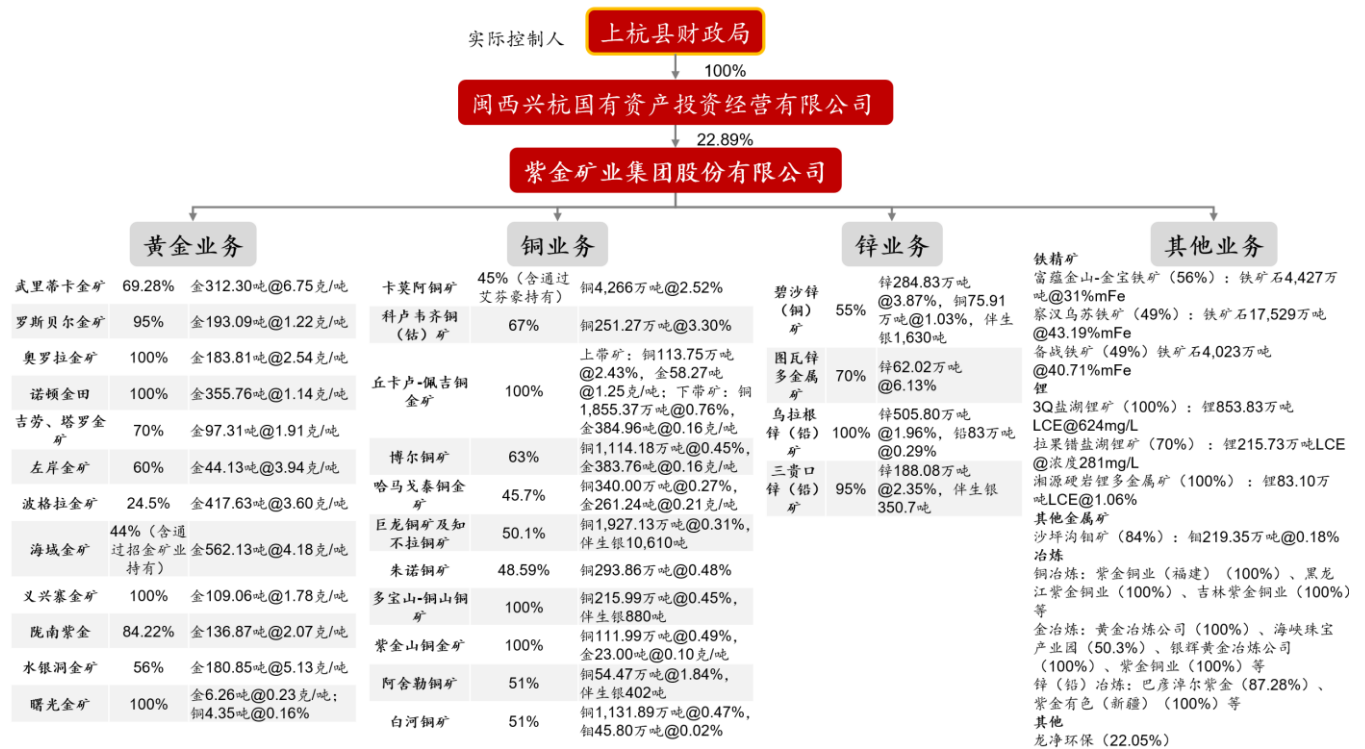 实际控制人
上杭县财政局
100%
闽西兴杭国有资产投资经营有限公司
22.89%
紫金矿业集团股份有限公司
黄金业务
武里蒂卡金矿 69.28% 金312.30吨@6.75克/吨
罗斯贝尔金矿 95% 金193.09吨@1.22克/吨
奥罗拉金矿 100% 金183.81吨@2.54克/吨
诺顿金田 100% 金355.76吨@1.14克/吨
吉劳、塔罗金
矿
70% 金97.31吨@1.91克/吨
左岸金矿 60% 金44.13吨@3.94克/吨
波格拉金矿 24.5% 金417.63吨@3.60克/吨
海域金矿
44%（含通
过招金矿业
持有）
金562.13吨@4.18克/吨
义兴寨金矿 100% 金109.06吨@1.78克/吨
陇南紫金 84.22% 金136.87吨@2.07克/吨
水银洞金矿 56% 金180.85吨@5.13克/吨
曙光金矿 100%
金6.26吨@0.23克/吨；
铜4.35吨@0.16%
铜业务
卡莫阿铜矿
45%（含通过
艾芬豪持有）
铜4,266万吨@2.52%
科卢韦齐铜
（钴）矿
67% 铜251.27万吨@3.30%
丘卡卢-佩吉铜
金矿
100%
上带矿：铜113.75万吨
@2.43%，金58.27吨
@1.25克/吨；下带矿：铜
1,855.37万吨@0.76%，
金384.96吨@0.16克/吨
博尔铜矿 63%
铜1,114.18万吨@0.45%，
金383.76吨@0.16克/吨
哈马戈泰铜金
矿
45.7%
铜340.00万吨@0.27%，
金261.24吨@0.21克/吨
巨龙铜矿及知
不拉铜矿
50.1%
铜1,927.13万吨@0.31%，
伴生银10,610吨
朱诺铜矿 48.59% 铜293.86万吨@0.48%
多宝山-铜山铜
矿
100%
铜215.99万吨@0.45%，
伴生银880吨
紫金山铜金矿 100%
铜111.99万吨@0.49%，
金23.00吨@0.10克/吨
阿舍勒铜矿 51%
铜54.47万吨@1.84%，
伴生银402吨
白河铜矿 51%
铜1,131.89万吨@0.47%，
钼45.80万吨@0.02%
锌业务
碧沙锌
（铜）
矿
55%
锌284.83万吨
@3.87%，铜75.91
万吨@1.03%，伴生
银1,630吨
图瓦锌
多金属
矿
70%
锌62.02万吨
@6.13%
乌拉根
锌（铅）
矿
100%
锌505.80万吨
@1.96%，铅83万吨
@0.29%
三贵口
锌（铅）
矿
95%
锌188.08万吨
@2.35%，伴生银
350.7吨
其他业务
铁精矿
富蕴金山-金宝铁矿（56%）：铁矿石4,427万
吨@31%mFe
察汉乌苏铁矿（49%）：铁矿石17,529万吨
@43.19%mFe
备战铁矿（49%）铁矿石4,023万吨
@40.71%mFe
锂
3Q盐湖锂矿（100%）：锂853.83万吨
LCE@624mg/L
拉果错盐湖锂矿（70%）：锂215.73万吨LCE
@浓度281mg/L
湘源硬岩锂多金属矿（100%）：锂83.10万
吨LCE@1.06%
其他金属矿
沙坪沟钼矿（84%）：钼219.35万吨@0.18%
冶炼
铜冶炼：紫金铜业（福建）（100%）、黑龙
江紫金铜业（100%）、吉林紫金铜业（100%）
等
金冶炼：黄金冶炼公司（100%）、海峡珠宝
产业园（50.3%）、银辉黄金冶炼公司
（100%）、紫金铜业（100%）等
锌（铅）冶炼：巴彦淖尔紫金（87.28%）、
紫金有色（新疆）（100%）等
其他
龙净环保（22.05%）